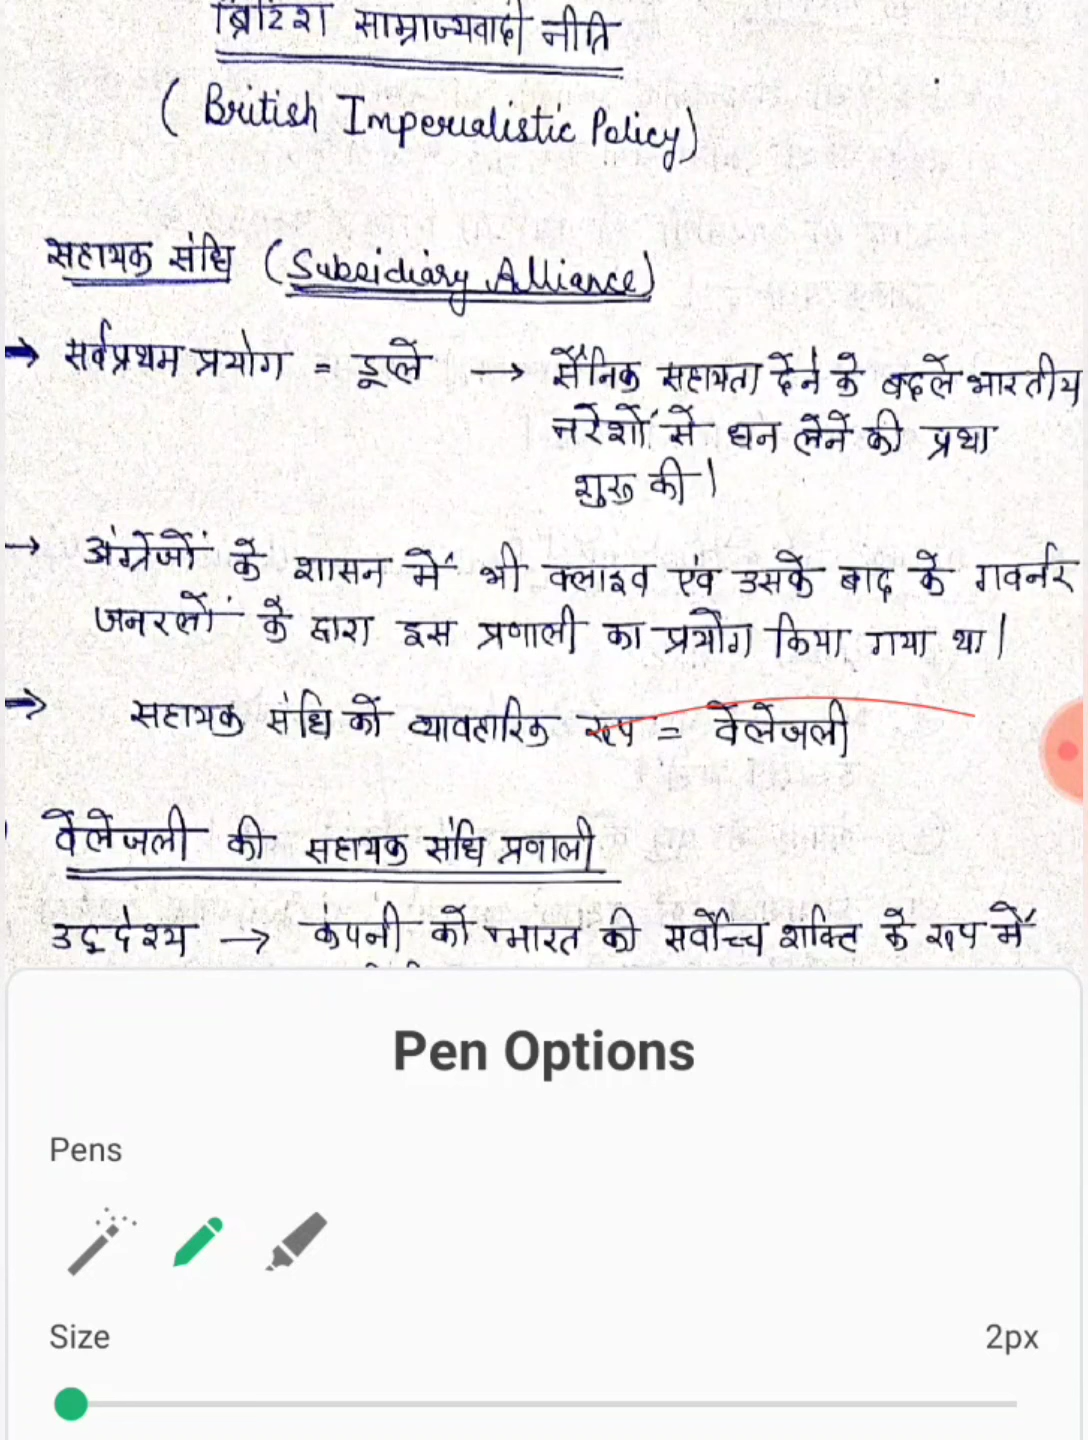 ब्रिटिश साम्राज्यवादी नीति
( British Imperialistic Policy)
सहायक संधि (Subsidiary Alliance)
→ सर्वप्रथम प्रयोग = डूप्ले → सैनिक सहायता देने के बदले भारतीय
नरेशों से धन लेने की प्रथा
शुरू की।
→ अंग्रेजों के शासन में भी क्लाइव एंव उसके बाद के गवर्नर
जनरलों के द्वारा इस प्रणाली का प्रयोग किया गया था।
→ सहायक संधि को व्यावहारिक रूप = वेलेजली
वेलेजली की सहायक संधि प्रणाली
उद्देश्य → कंपनी को भारत की सर्वोच्च शक्ति के रूप में
Pen Options
Pens
Size 2px